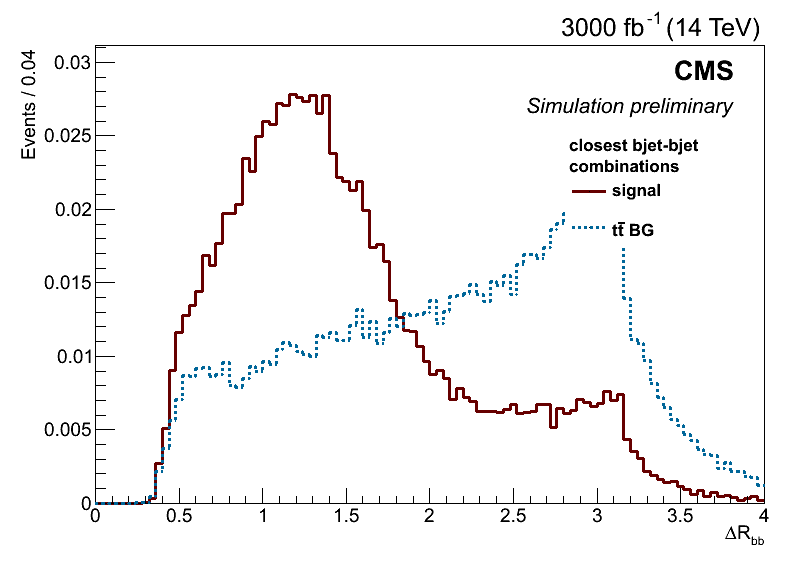 3000 fb⁻¹ (14 TeV)
Events / 0.04
CMS
Simulation preliminary
closest bjet-bjet
combinations
signal
tt̄ BG
0.03
0.025
0.02
0.015
0.01
0.005
0
0 0.5 1 1.5 2 2.5 3 3.5 4
ΔR_bb